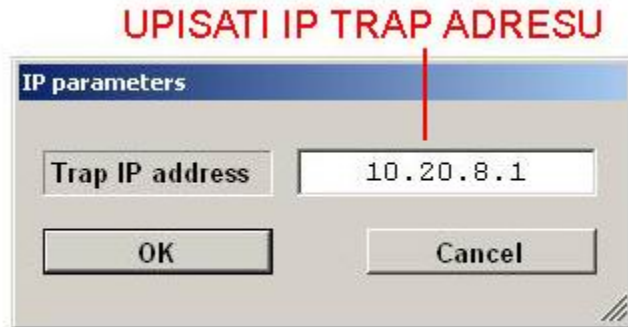 UPISATI IP TRAP ADRESU
IP parameters
Trap IP address 10.20.8.1
OK Cancel